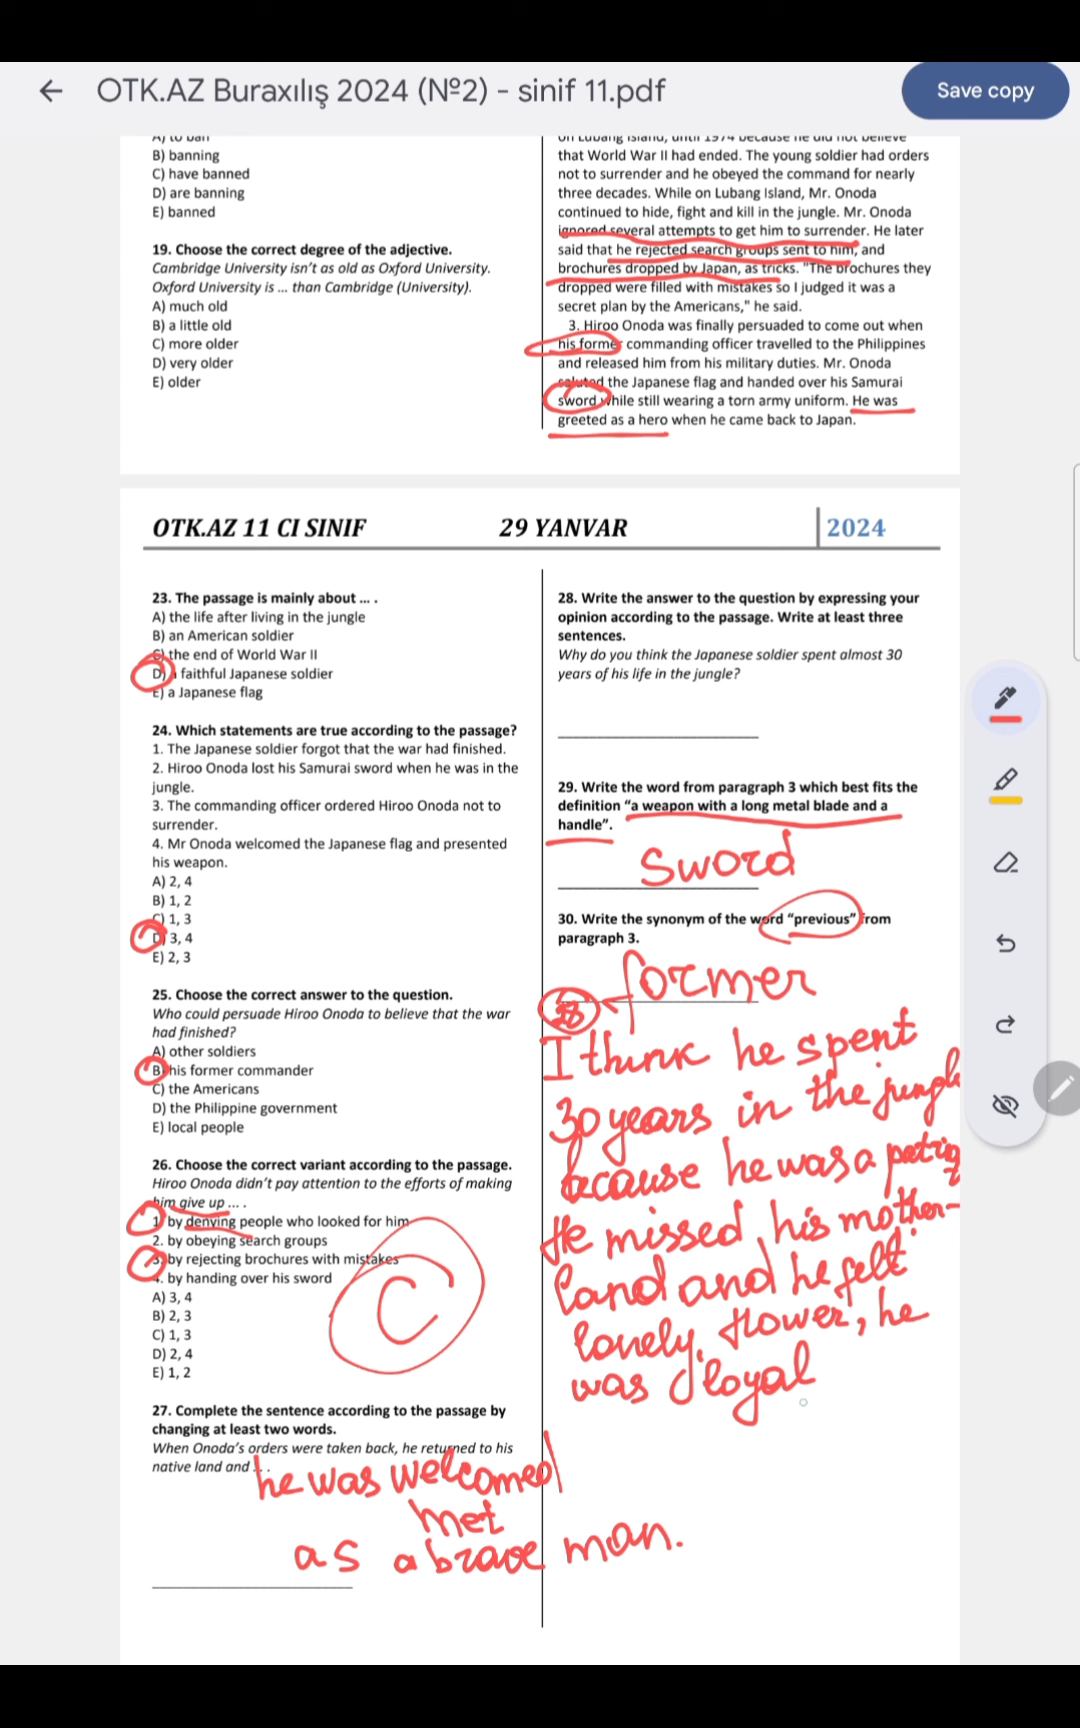 OTK.AZ Buraxılış 2024 (№2) - sinif 11.pdf
Save copy
A) to ban
B) banning
C) have banned
D) are banning
E) banned
19. Choose the correct degree of the adjective.
Cambridge University isn't as old as Oxford University.
Oxford University is ... than Cambridge (University).
A) much old
B) a little old
C) more older
D) very older
E) older
on Lubang Island, until 1974 because he did not believe
that World War II had ended. The young soldier had orders
not to surrender and he obeyed the command for nearly
three decades. While on Lubang Island, Mr. Onoda
continued to hide, fight and kill in the jungle. Mr. Onoda
ignored several attempts to get him to surrender. He later
said that he rejected search groups sent to him, and
brochures dropped by Japan, as tricks. "The brochures they
dropped were filled with mistakes so I judged it was a
secret plan by the Americans," he said.
3. Hiroo Onoda was finally persuaded to come out when
his former commanding officer travelled to the Philippines
and released him from his military duties. Mr. Onoda
saluted the Japanese flag and handed over his Samurai
sword while still wearing a torn army uniform. He was
greeted as a hero when he came back to Japan.
OTK.AZ 11 CI SINIF 29 YANVAR 2024
23. The passage is mainly about ... .
A) the life after living in the jungle
B) an American soldier
C) the end of World War II
D) a faithful Japanese soldier
E) a Japanese flag
24. Which statements are true according to the passage?
1. The Japanese soldier forgot that the war had finished.
2. Hiroo Onoda lost his Samurai sword when he was in the
jungle.
3. The commanding officer ordered Hiroo Onoda not to
surrender.
4. Mr Onoda welcomed the Japanese flag and presented
his weapon.
A) 2, 4
B) 1, 2
C) 1, 3
D) 3, 4
E) 2, 3
25. Choose the correct answer to the question.
Who could persuade Hiroo Onoda to believe that the war
had finished?
A) other soldiers
B) his former commander
C) the Americans
D) the Philippine government
E) local people
26. Choose the correct variant according to the passage.
Hiroo Onoda didn't pay attention to the efforts of making
him give up ... .
1. by denying people who looked for him
2. by obeying search groups
3. by rejecting brochures with mistakes
4. by handing over his sword
A) 3, 4
B) 2, 3
C) 1, 3
D) 2, 4
E) 1, 2
C
27. Complete the sentence according to the passage by
changing at least two words.
When Onoda's orders were taken back, he returned to his
native land and ... .
he was welcomed
met
as a brave man.
28. Write the answer to the question by expressing your
opinion according to the passage. Write at least three
sentences.
Why do you think the Japanese soldier spent almost 30
years of his life in the jungle?
29. Write the word from paragraph 3 which best fits the
definition "a weapon with a long metal blade and a
handle".
Sword
30. Write the synonym of the word "previous" from
paragraph 3.
former
I think he spent
30 years in the jungle
because he was a patrio
He missed his mother-
land and he felt
lonely. However, he
was loyal